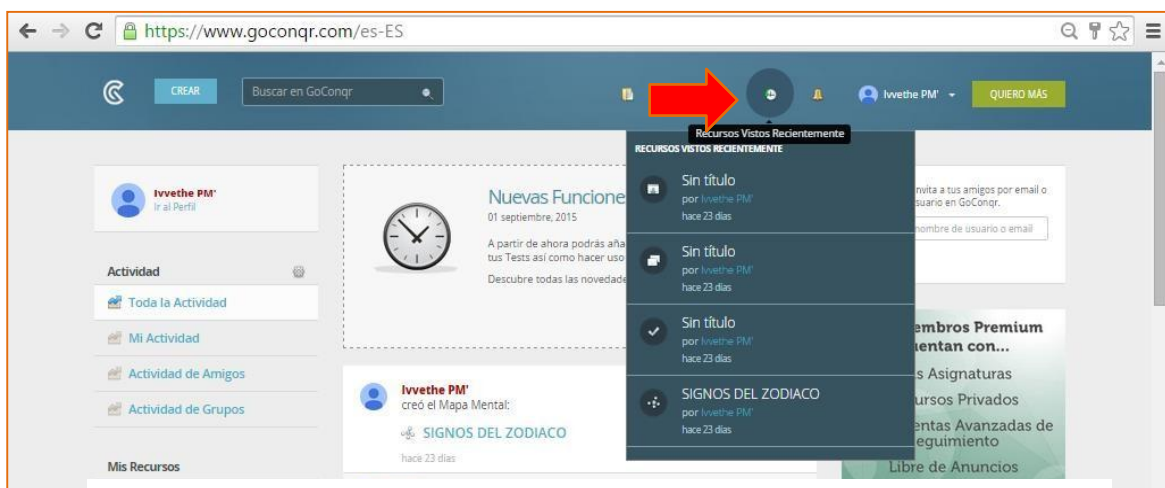 https://www.goconqr.com/es-ES
CREAR
Buscar en GoConqr
Ivvethe PM'
QUIERO MÁS
Recursos Vistos Recientemente
RECURSOS VISTOS RECIENTEMENTE
Sin título
por Ivvethe PM'
hace 23 días
Sin título
por Ivvethe PM'
hace 23 días
Sin título
por Ivvethe PM'
hace 23 días
SIGNOS DEL ZODIACO
por Ivvethe PM'
hace 23 días
Ivvethe PM'
Ir al Perfil
Actividad
Toda la Actividad
Mi Actividad
Actividad de Amigos
Actividad de Grupos
Mis Recursos
Nuevas Funcione
01 septiembre, 2015
A partir de ahora podrás aña
tus Tests así como hacer uso
Descubre todas las novedade
Ivvethe PM'
creó el Mapa Mental:
SIGNOS DEL ZODIACO
hace 23 días
nvita a tus amigos por email o
suario en GoConqr.
nombre de usuario o email
embros Premium
uentan con...
s Asignaturas
ursos Privados
entas Avanzadas de
eguimiento
Libre de Anuncios